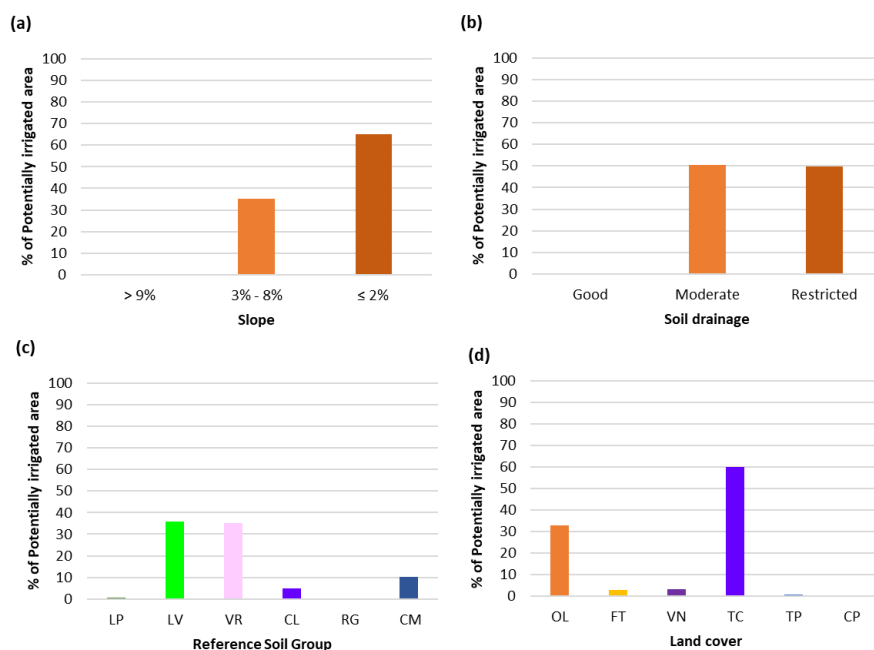 (a)
100
90
80
70
60
50
40
30
20
10
0
% of Potentially irrigated area
> 9% 3% - 8% ≤ 2%
Slope
(b)
100
90
80
70
60
50
40
30
20
10
0
% of Potentially irrigated area
Good Moderate Restricted
Soil drainage
(c)
100
90
80
70
60
50
40
30
20
10
0
% of Potentially irrigated area
LP LV VR CL RG CM
Reference Soil Group
(d)
100
90
80
70
60
50
40
30
20
10
0
% of Potentially irrigated area
OL FT VN TC TP CP
Land cover